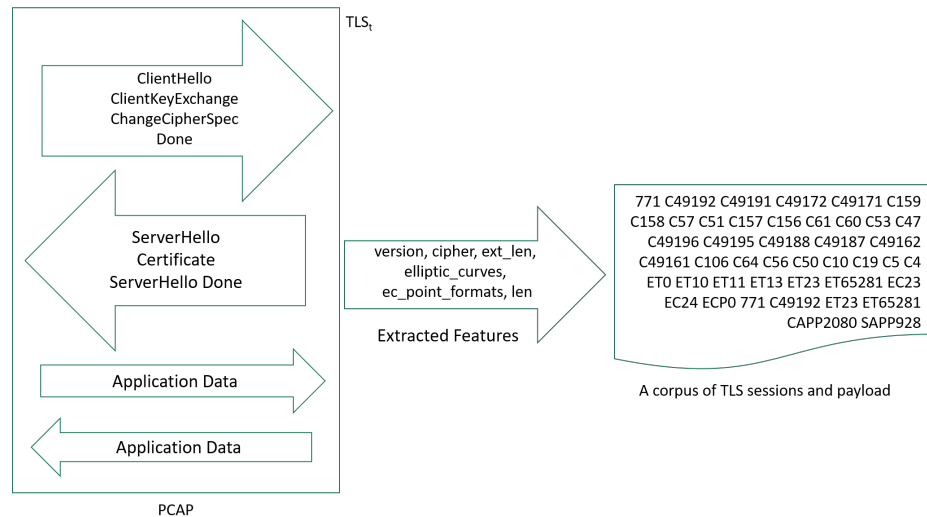 TLSt
ClientHello
ClientKeyExchange
ChangeCipherSpec
Done
ServerHello
Certificate
ServerHello Done
Application Data
Application Data
PCAP
version, cipher, ext_len,
elliptic_curves,
ec_point_formats, len
Extracted Features
771 C49192 C49191 C49172 C49171 C159
C158 C57 C51 C157 C156 C61 C60 C53 C47
C49196 C49195 C49188 C49187 C49162
C49161 C106 C64 C56 C50 C10 C19 C5 C4
ET0 ET10 ET11 ET13 ET23 ET65281 EC23
EC24 ECP0 771 C49192 ET23 ET65281
CAPP2080 SAPP928
A corpus of TLS sessions and payload